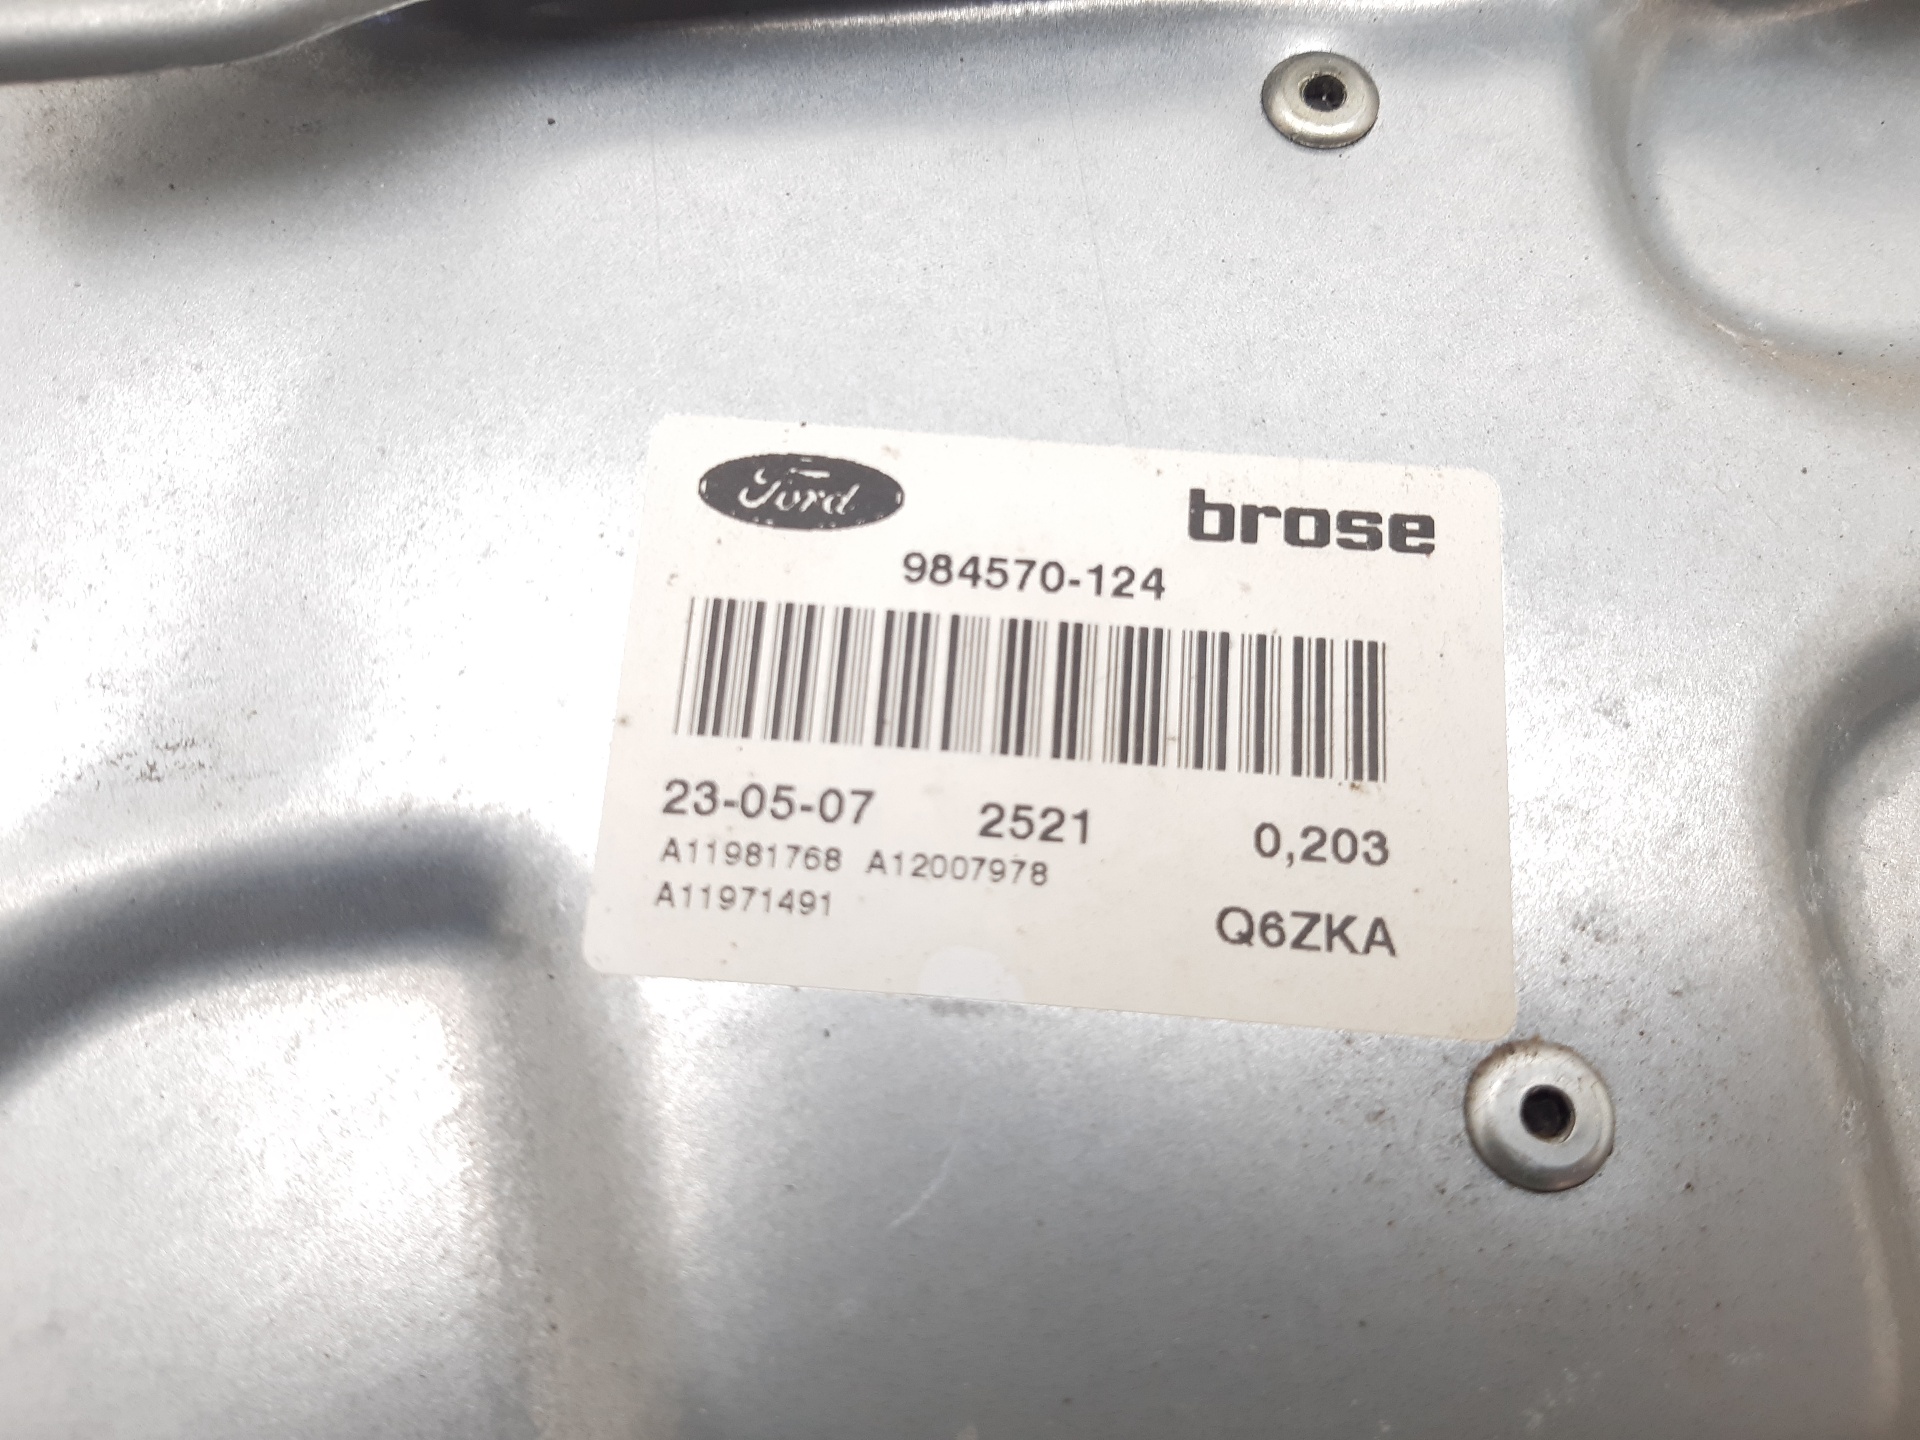 Ford brose
984570-124
23-05-07 2521 0,203
A11981768 A12007978
A11971491
Q6ZKA